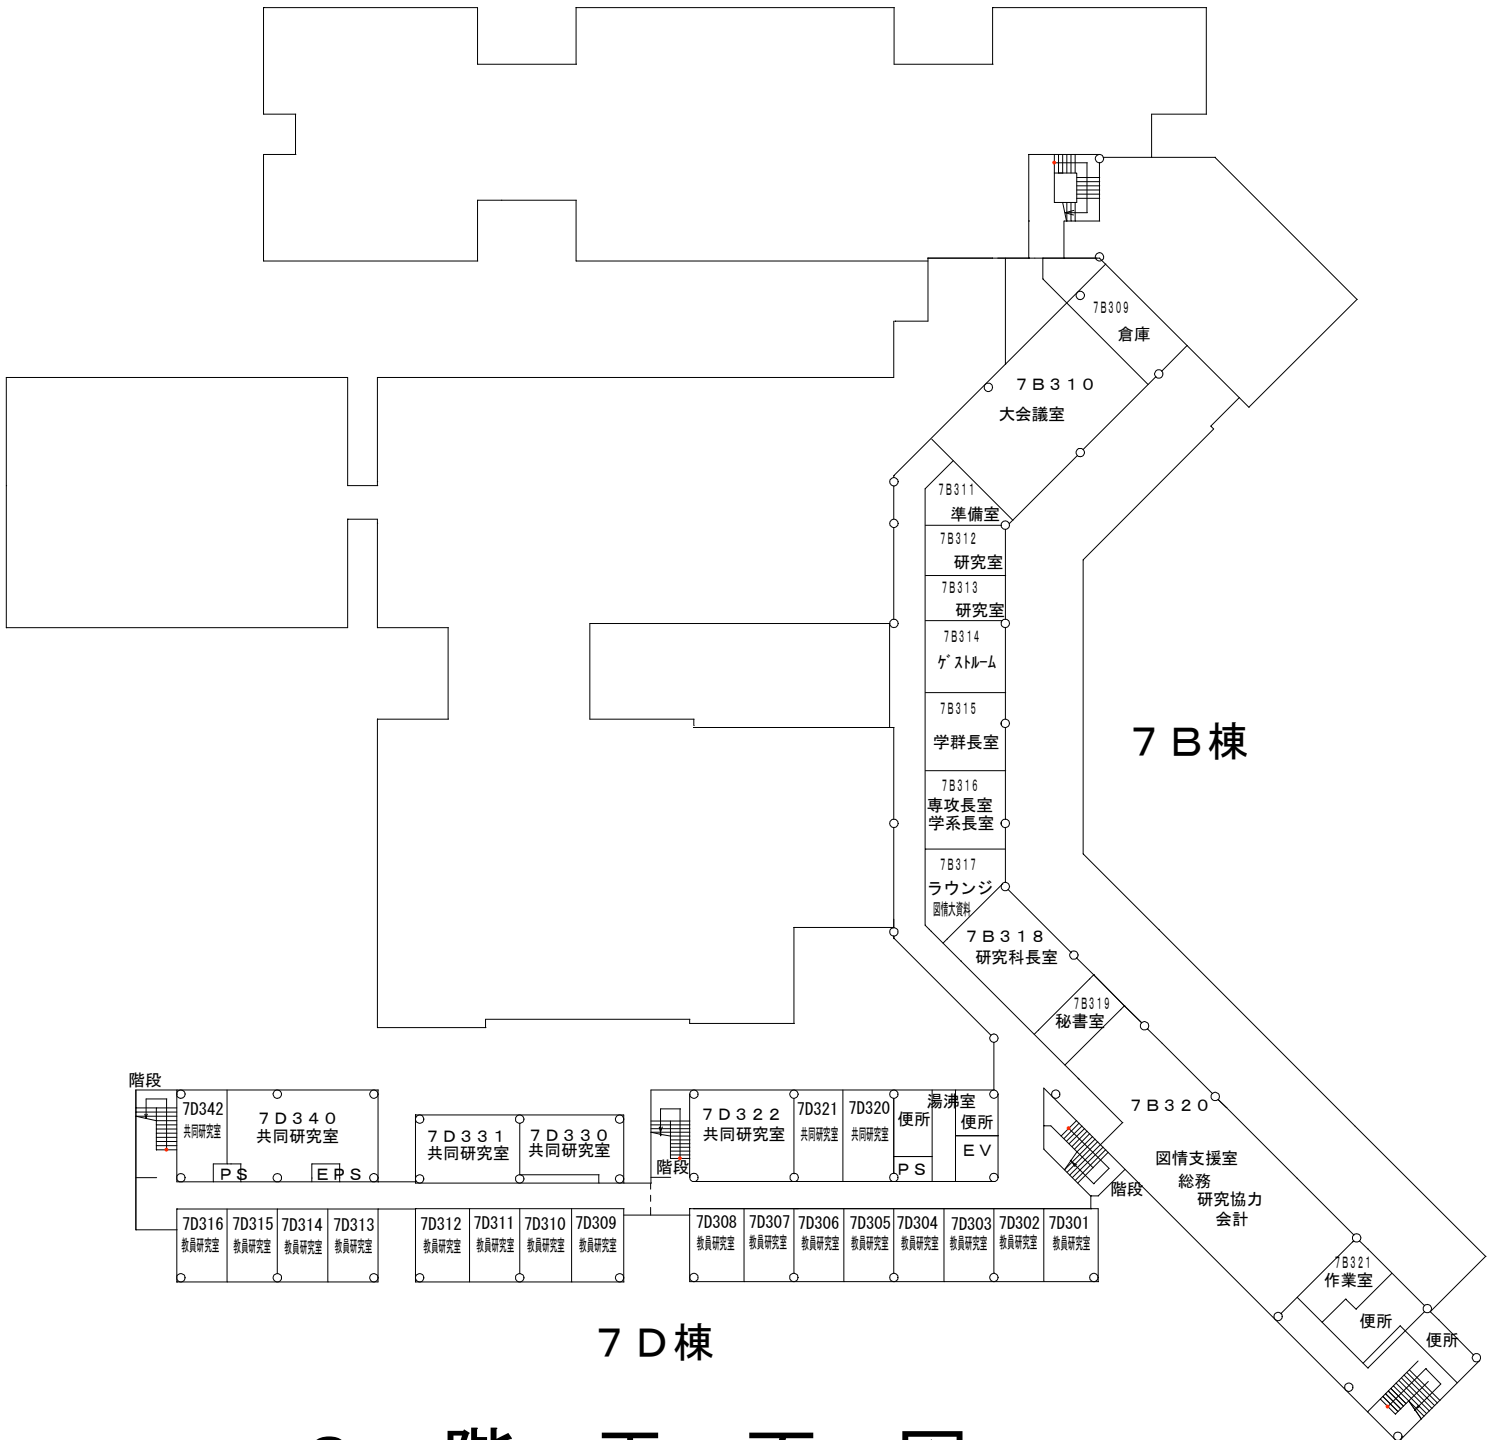 7B309
倉庫
7B310
大会議室
7B311
準備室
7B312
研究室
7B313
研究室
7B314
ゲストルーム
7B315
学群長室
7B棟
7B316
専攻長室
学系長室
7B317
ラウンジ
図情大資料
7B318
研究科長室
7B319
秘書室
7B320
図情支援室
総務
研究協力
会計
階段
7B321
作業室
便所
便所
階段
7D342
共同研究室
7D340
共同研究室
PS
EPS
7D331
共同研究室
7D330
共同研究室
階段
7D322
共同研究室
7D321
共同研究室
7D320
共同研究室
便所
PS
湯沸室
便所
EV
7D316
教員研究室
7D315
教員研究室
7D314
教員研究室
7D313
教員研究室
7D312
教員研究室
7D311
教員研究室
7D310
教員研究室
7D309
教員研究室
7D308
教員研究室
7D307
教員研究室
7D306
教員研究室
7D305
教員研究室
7D304
教員研究室
7D303
教員研究室
7D302
教員研究室
7D301
教員研究室
7D棟